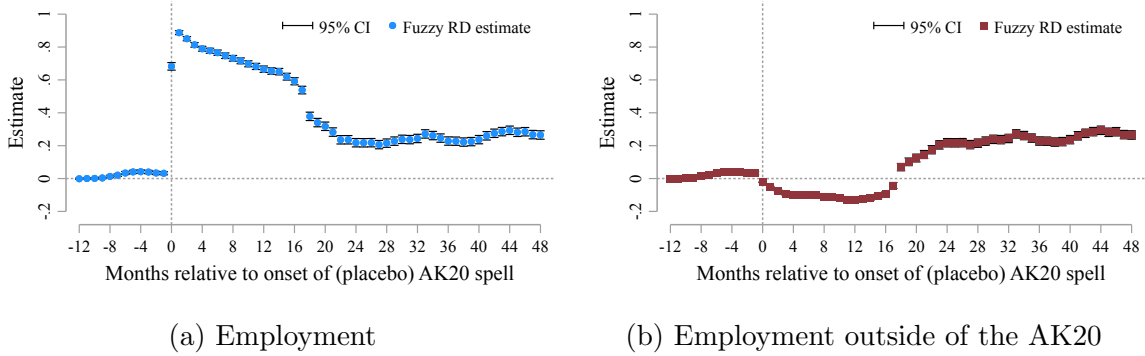 95% CI Fuzzy RD estimate
Estimate
1
.8
.6
.4
.2
0
-.2
-12 -8 -4 0 4 8 12 16 20 24 28 32 36 40 44 48
Months relative to onset of (placebo) AK20 spell
(a) Employment
95% CI Fuzzy RD estimate
Estimate
1
.8
.6
.4
.2
0
-.2
-12 -8 -4 0 4 8 12 16 20 24 28 32 36 40 44 48
Months relative to onset of (placebo) AK20 spell
(b) Employment outside of the AK20